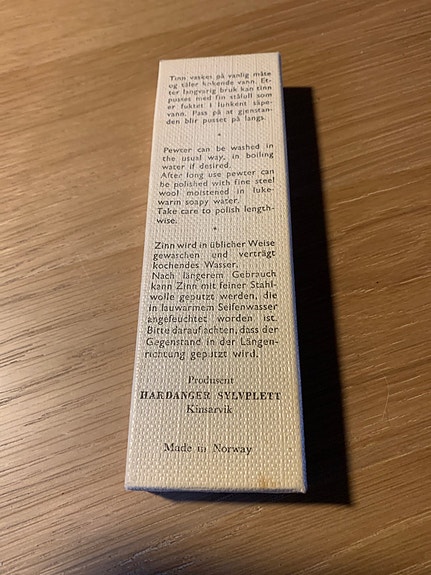 Tinn vasket på vanlig måte
og tåler kokende vann. Et-
ter langvarig bruk kan tinn
pusses med fin stålull som
er fuktet i lunkent såpe-
vann. Pass på at gjenstan-
den blir pusset på langs.
*
Pewter can be washed in
the usual way, in boiling
water if desired.
After long use pewter can
be polished with fine steel
wool moistened in luke-
warm soapy water.
Take care to polish length-
wise.
*
Zinn wird in üblicher Weise
gewaschen end verträgt
kochendes Wasser.
Nach längerem Gebrauch
kann Zinn mit feiner Stahl-
wolle geputzt werden, die
in lauwarmem Seifenwasser
angefeuchtet worden ist.
Bitte darauf achten, dass der
Gegenstand in der Längen-
richtung geputzt wird.
Produsent
HARDANGER SYLVPLETT
Kinsarvik
Made in Norway